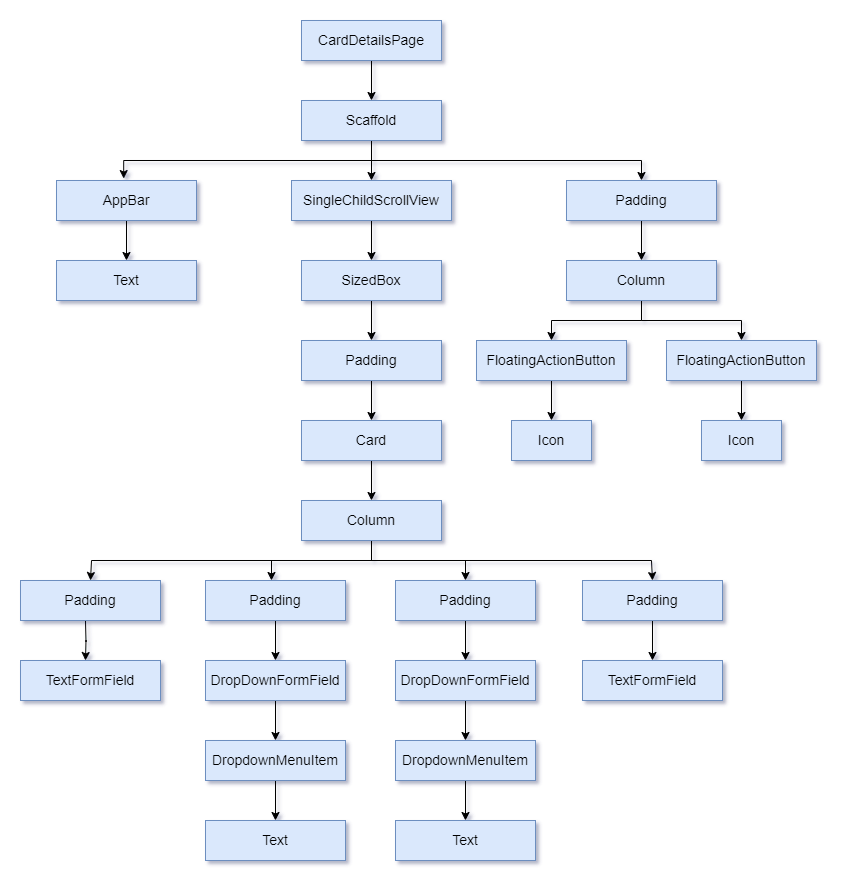 CardDetailsPage
Scaffold
AppBar
SingleChildScrollView
Padding
Text
SizedBox
Column
Padding
FloatingActionButton
FloatingActionButton
Card
Icon
Icon
Column
Padding
Padding
Padding
Padding
TextFormField
DropDownFormField
DropDownFormField
TextFormField
DropdownMenuItem
DropdownMenuItem
Text
Text